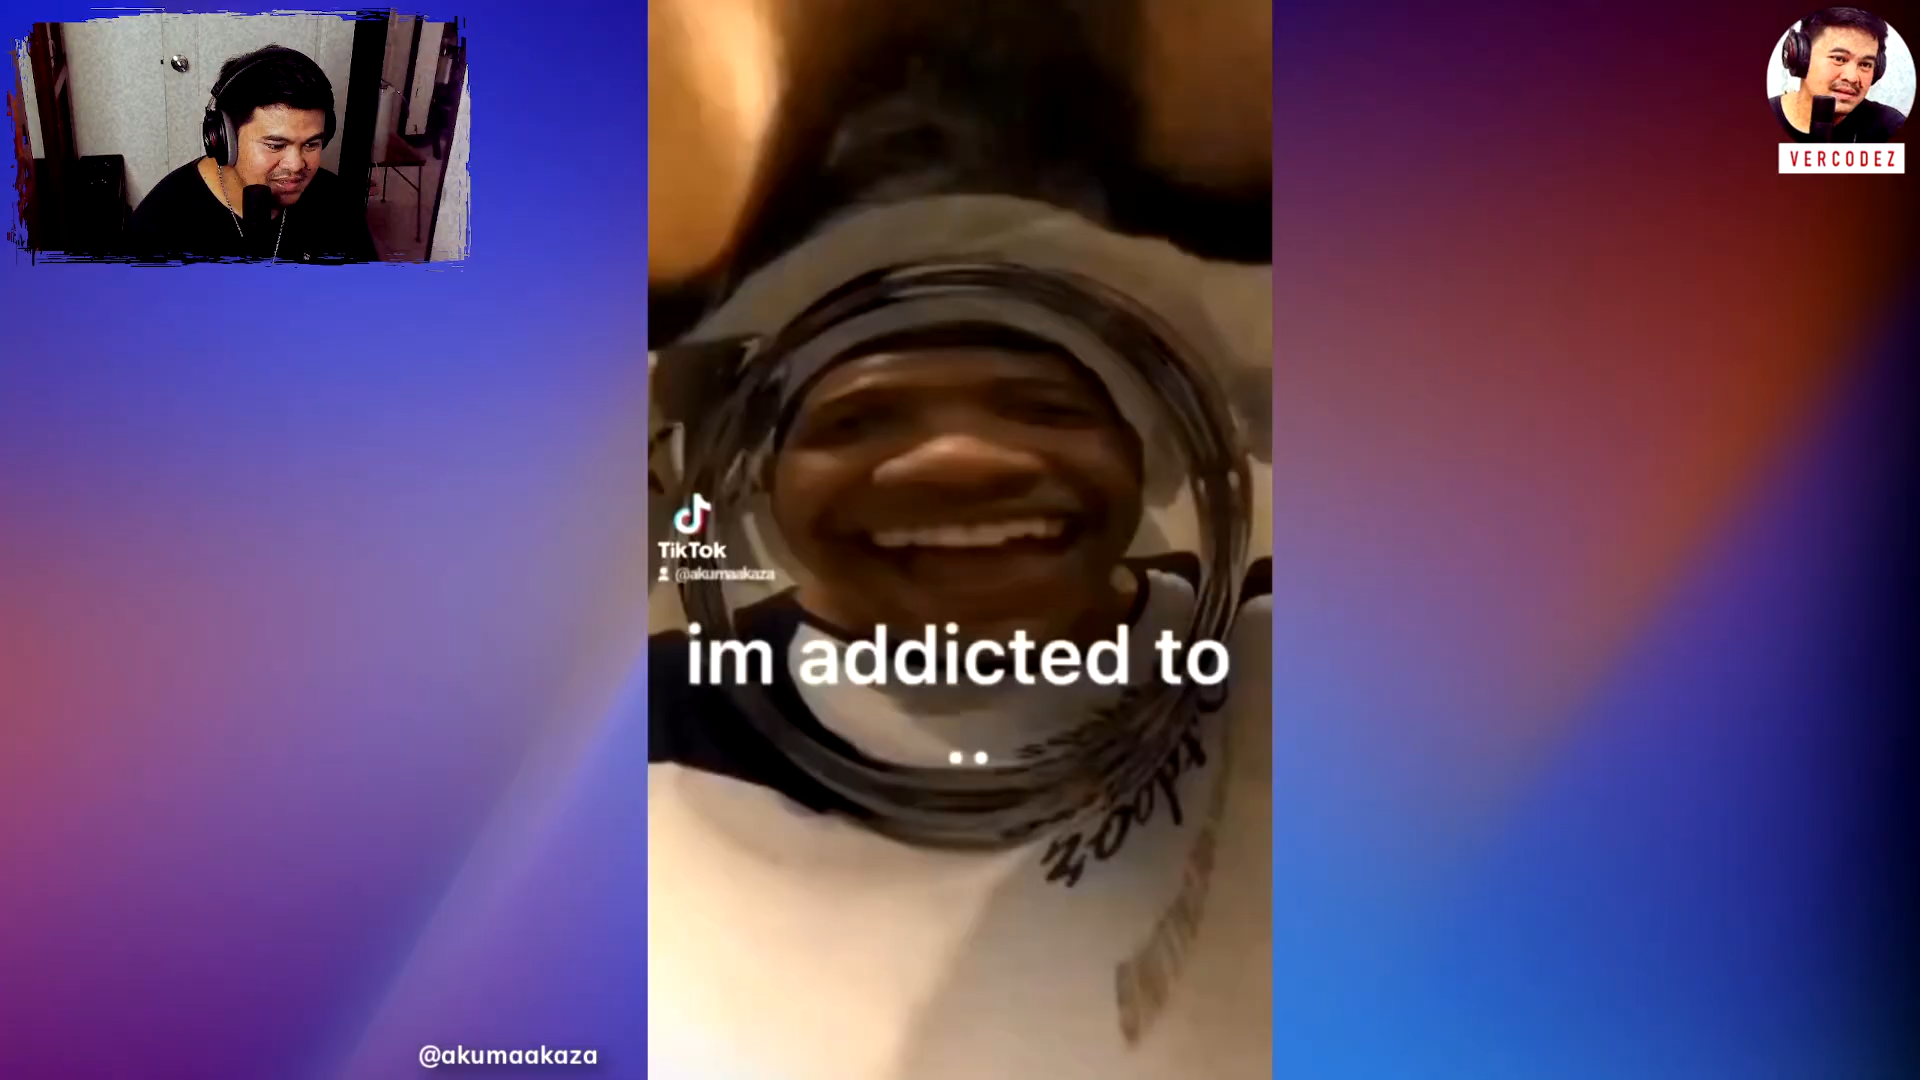 VERCODEZ
TikTok
@akumaakaza
im addicted to
..
@akumaakaza